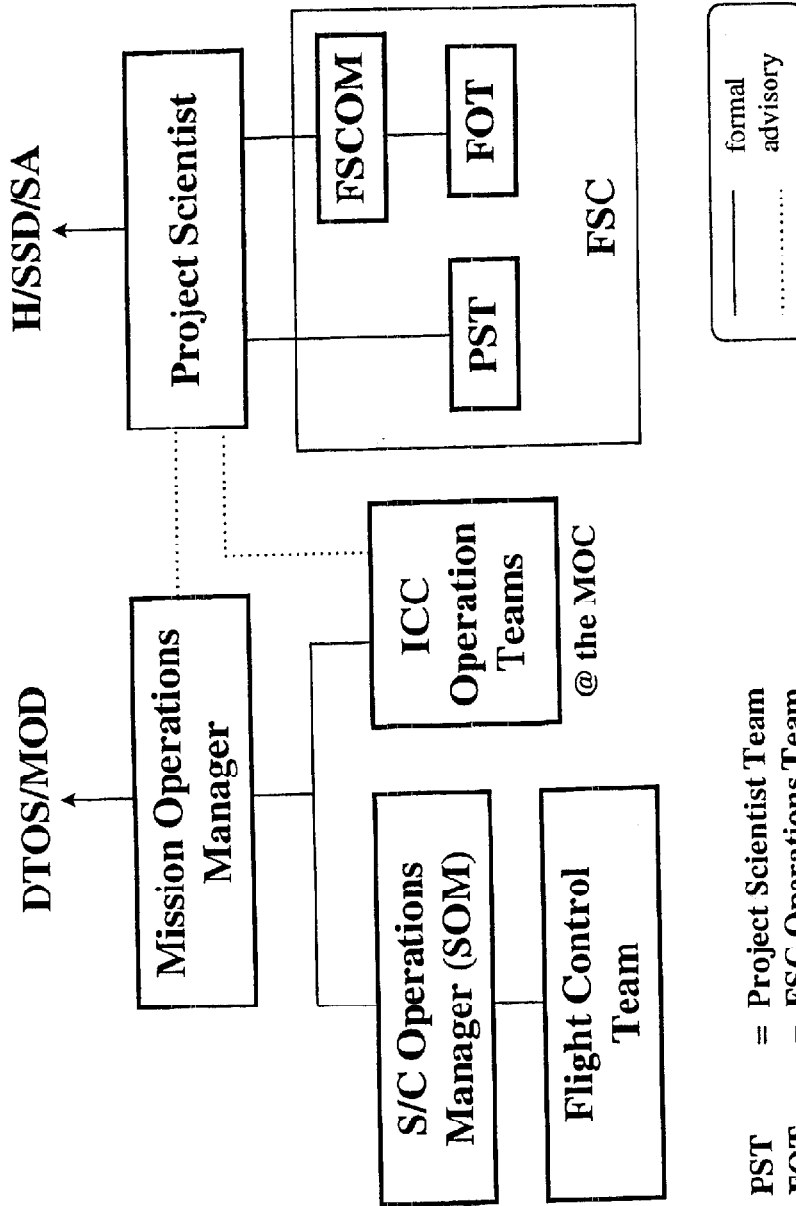 DTOS/MOD
H/SSD/SA
Mission Operations
Manager
Project Scientist
S/C Operations
Manager (SOM)
ICC
Operation
Teams
@ the MOC
Flight Control
Team
FSCOM
PST
FOT
FSC
PST = Project Scientist Team
formal
advisory